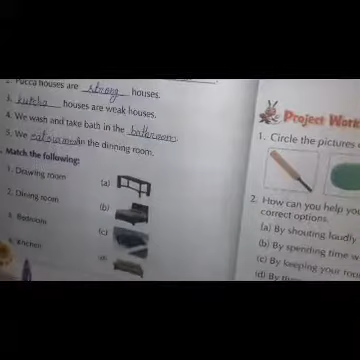 2. Pucca houses are strong houses.
3. kutcha houses are weak houses.
4. We wash and take bath in the bathroom.
5. We in the dinning room.
Match the following:
1. Drawing room (a)
2. Dining room (b)
3. Bedroom (c)
4. Kitchen (d)
Project Work
1. Circle the pictures
2. How can you help you
correct options.
(a) By shouting loudly
(b) By spending time w
(c) By keeping your
(d) By